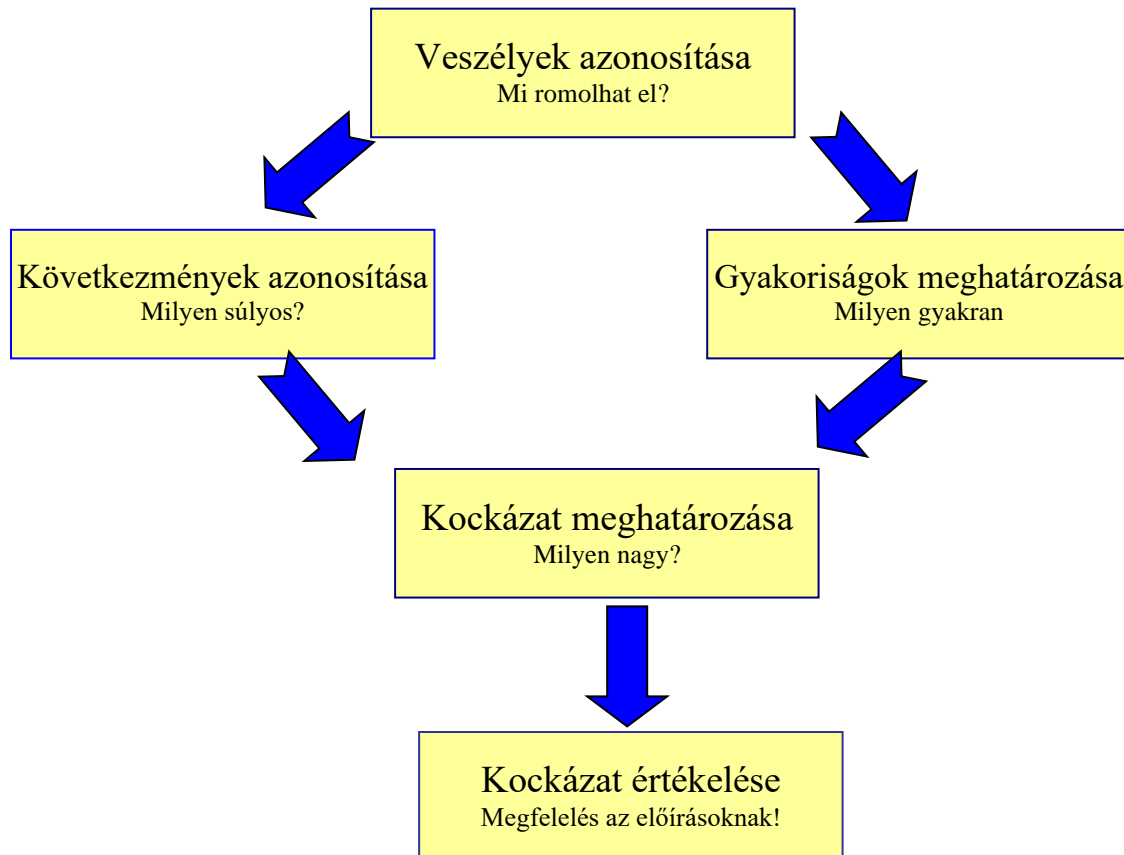 Veszélyek azonosítása
Mi romolhat el?
Következmények azonosítása
Milyen súlyos?
Gyakoriságok meghatározása
Milyen gyakran
Kockázat meghatározása
Milyen nagy?
Kockázat értékelése
Megfelelés az előírásoknak!